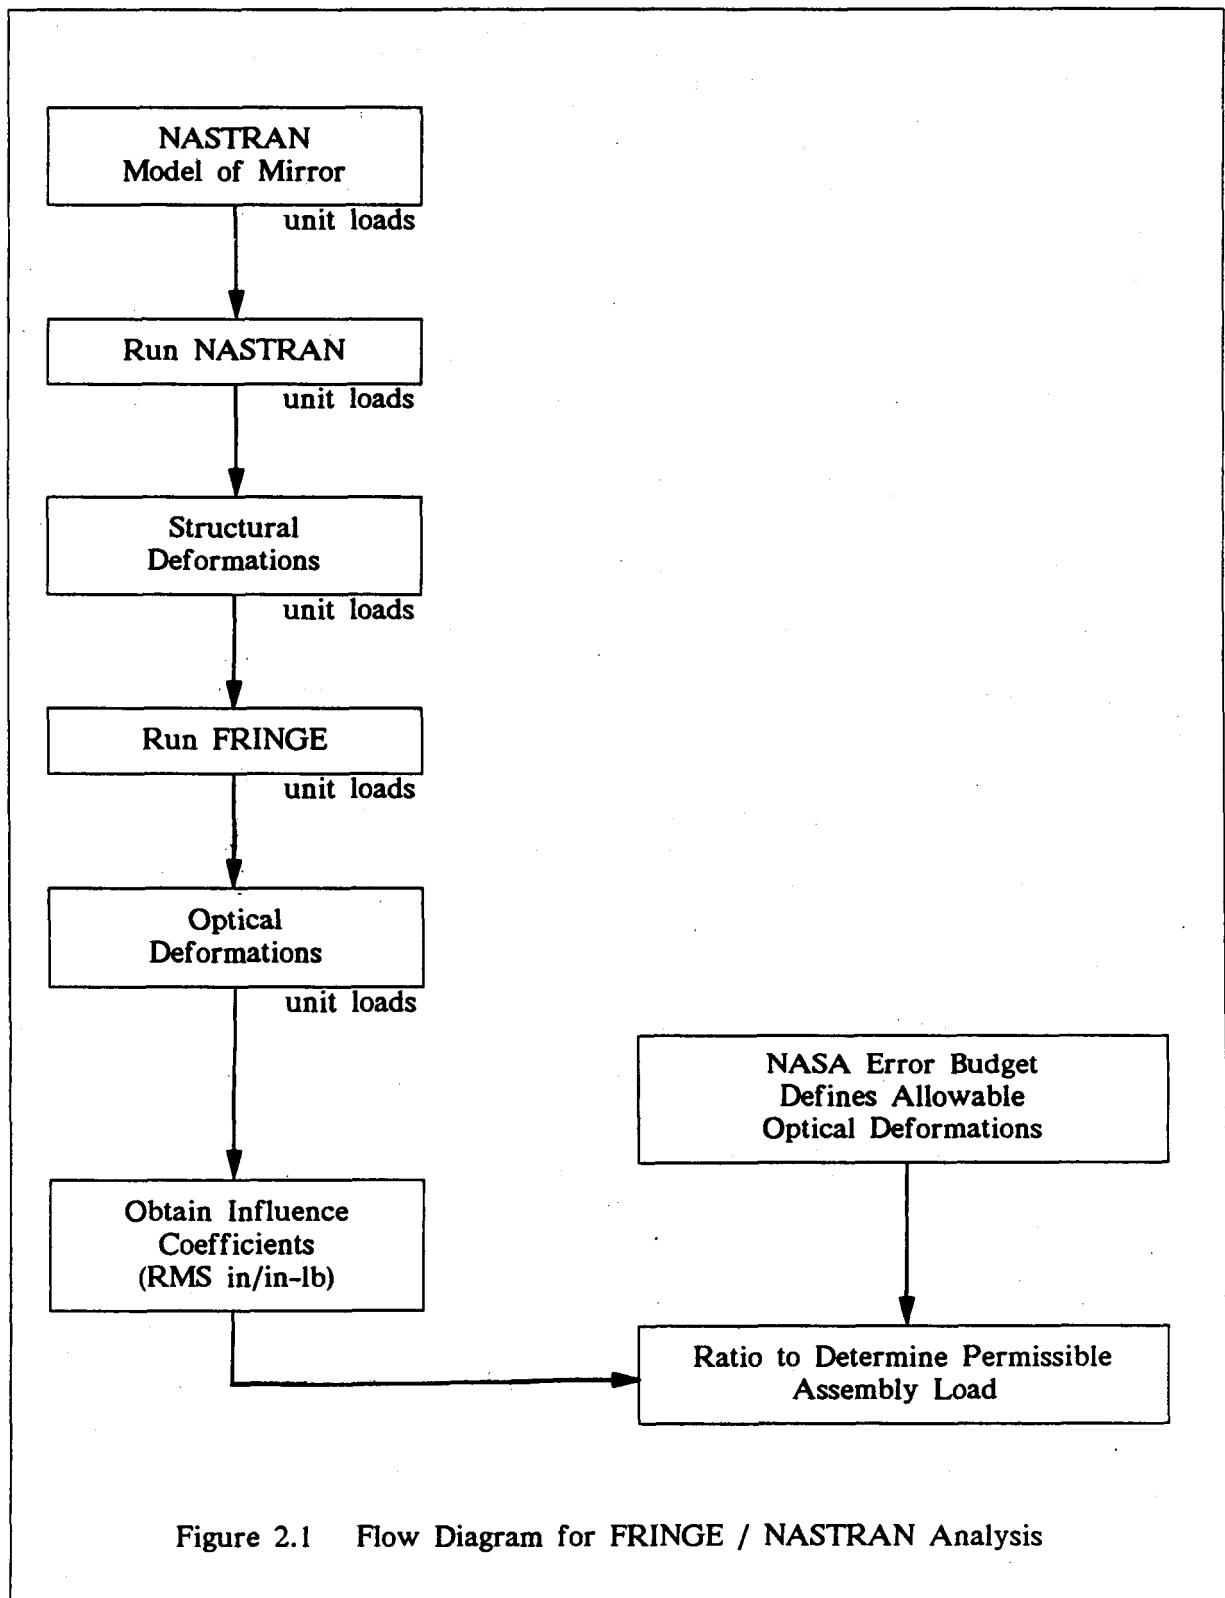 NASTRAN
Model of Mirror
unit loads
Run NASTRAN
unit loads
Structural
Deformations
unit loads
Run FRINGE
unit loads
Optical
Deformations
unit loads
Obtain Influence
Coefficients
(RMS in/in-lb)
NASA Error Budget
Defines Allowable
Optical Deformations
Ratio to Determine Permissible
Assembly Load
Figure 2.1 Flow Diagram for FRINGE / NASTRAN Analysis